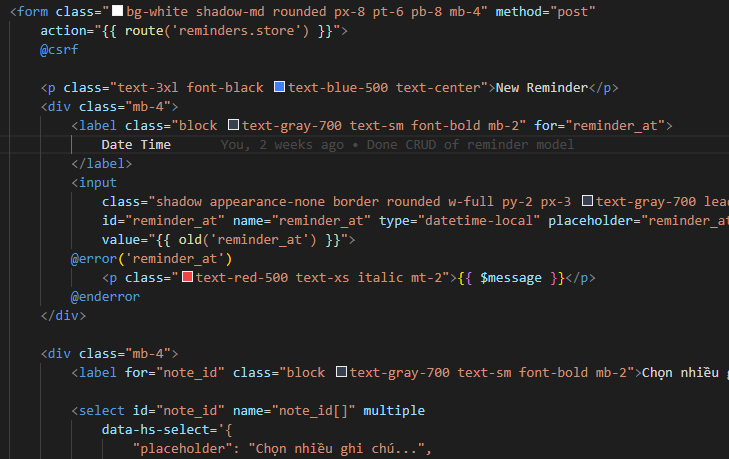 <form class="bg-white shadow-md rounded px-8 pt-6 pb-8 mb-4" method="post"
action="{{ route('reminders.store') }}">
@csrf
<p class="text-3xl font-black text-blue-500 text-center">New Reminder</p>
<div class="mb-4">
<label class="block text-gray-700 text-sm font-bold mb-2" for="reminder_at">
Date Time You, 2 weeks ago • Done CRUD of reminder model
</label>
<input
class="shadow appearance-none border rounded w-full py-2 px-3 text-gray-700 lea
id="reminder_at" name="reminder_at" type="datetime-local" placeholder="reminder_at
value="{{ old('reminder_at') }}">
@error('reminder_at')
<p class="text-red-500 text-xs italic mt-2">{{ $message }}</p>
@enderror
</div>
<div class="mb-4">
<label for="note_id" class="block text-gray-700 text-sm font-bold mb-2">Chọn nhiều g
<select id="note_id" name="note_id[]" multiple
data-hs-select='{
"placeholder": "Chọn nhiều ghi chú...",